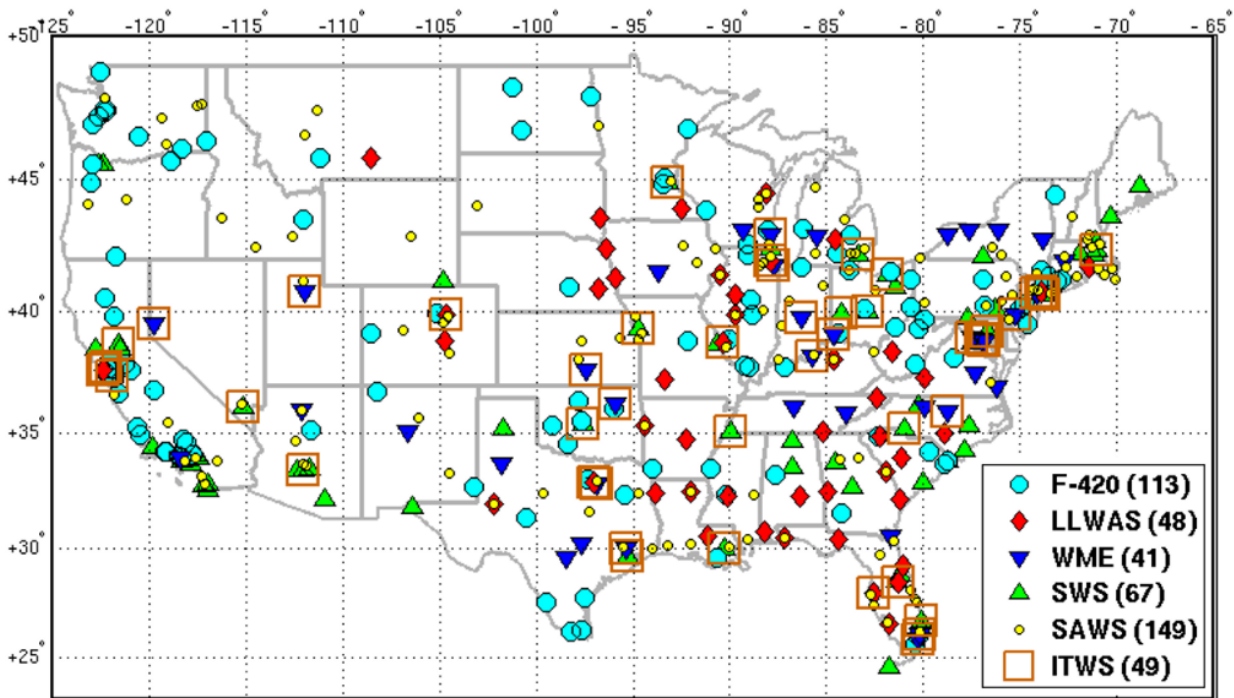 -125° -120° -115° -110° -105° -100° -95° -90° -85° -80° -75° -70° -65°
+50°
+45°
+40°
+35°
+30°
+25°
F-420 (113)
LLWAS (48)
WME (41)
SWS (67)
SAWS (149)
ITWS (49)